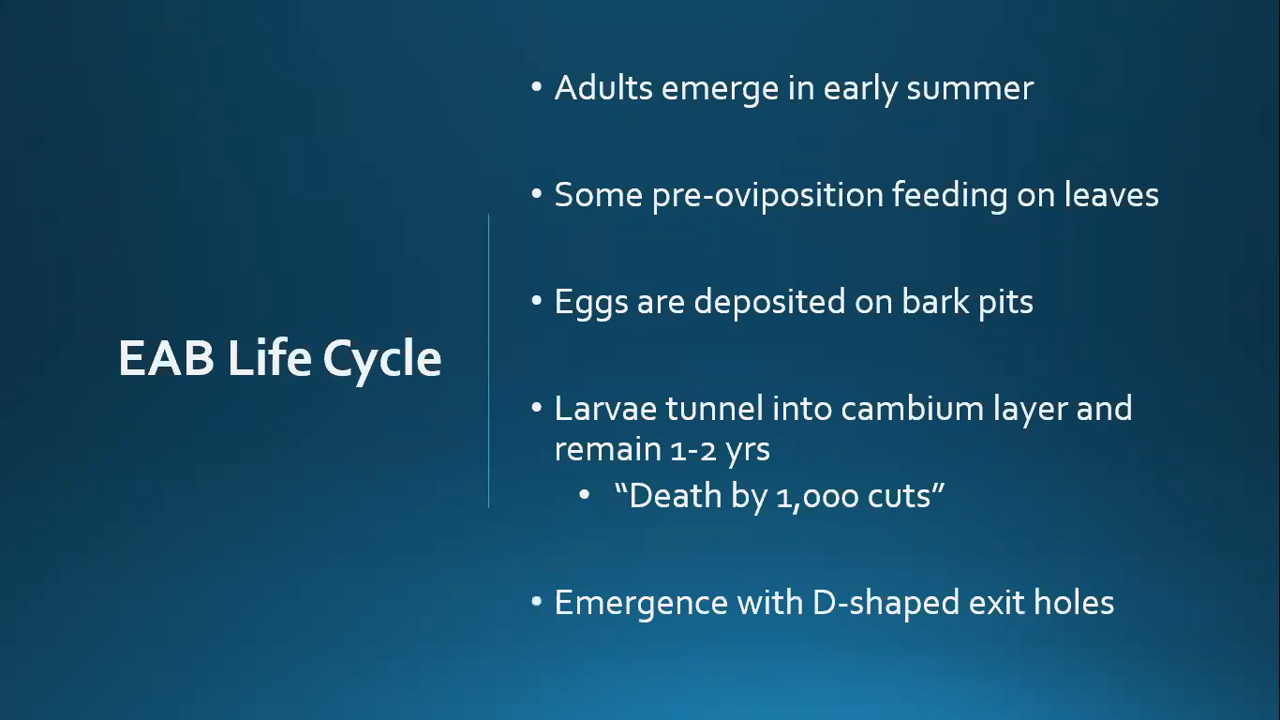 EAB Life Cycle
• Adults emerge in early summer
• Some pre-oviposition feeding on leaves
• Eggs are deposited on bark pits
• Larvae tunnel into cambium layer and
remain 1-2 yrs
• “Death by 1,000 cuts”
• Emergence with D-shaped exit holes